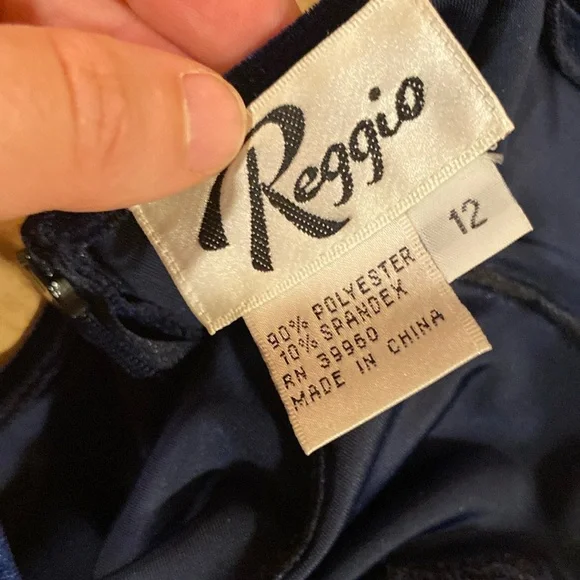 Reggio
12
90% POLYESTER
10% SPANDEX
RN 39960
MADE IN CHINA